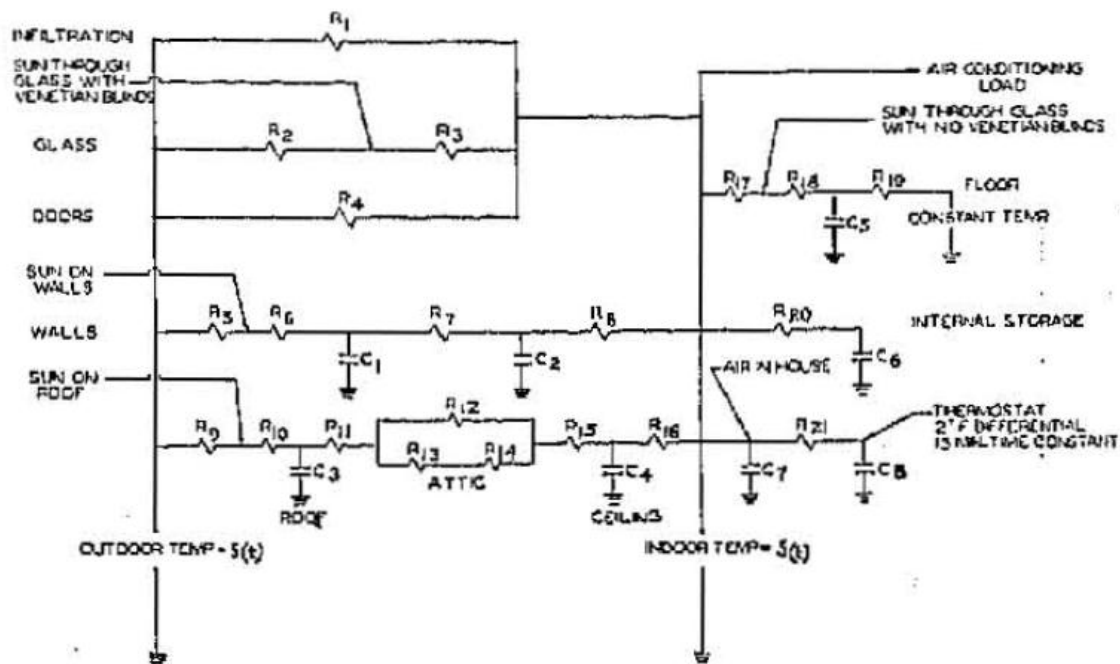 R1
INFILTRATION
SUN THROUGH
GLASS WITH
VENETIAN BLINDS
AIR CONDITIONING
LOAD
SUN THROUGH GLASS
WITH NO VENETIAN BLINDS
R2
R3
GLASS
R17
R18
R19
FLOOR
R4
DOORS
C5
CONSTANT TEMP
SUN ON
WALLS
R5
R6
R7
R8
R20
WALLS
INTERNAL STORAGE
C1
C2
C6
SUN ON
ROOF
AIR IN HOUSE
R12
THERMOSTAT
2°F DIFFERENTIAL
TIME CONSTANT
R9
R10
R11
R13
R14
R15
R16
R21
ATTIC
C3
C4
C7
C8
ROOF
CEILING
OUTDOOR TEMP = S(t)
INDOOR TEMP = S(t)